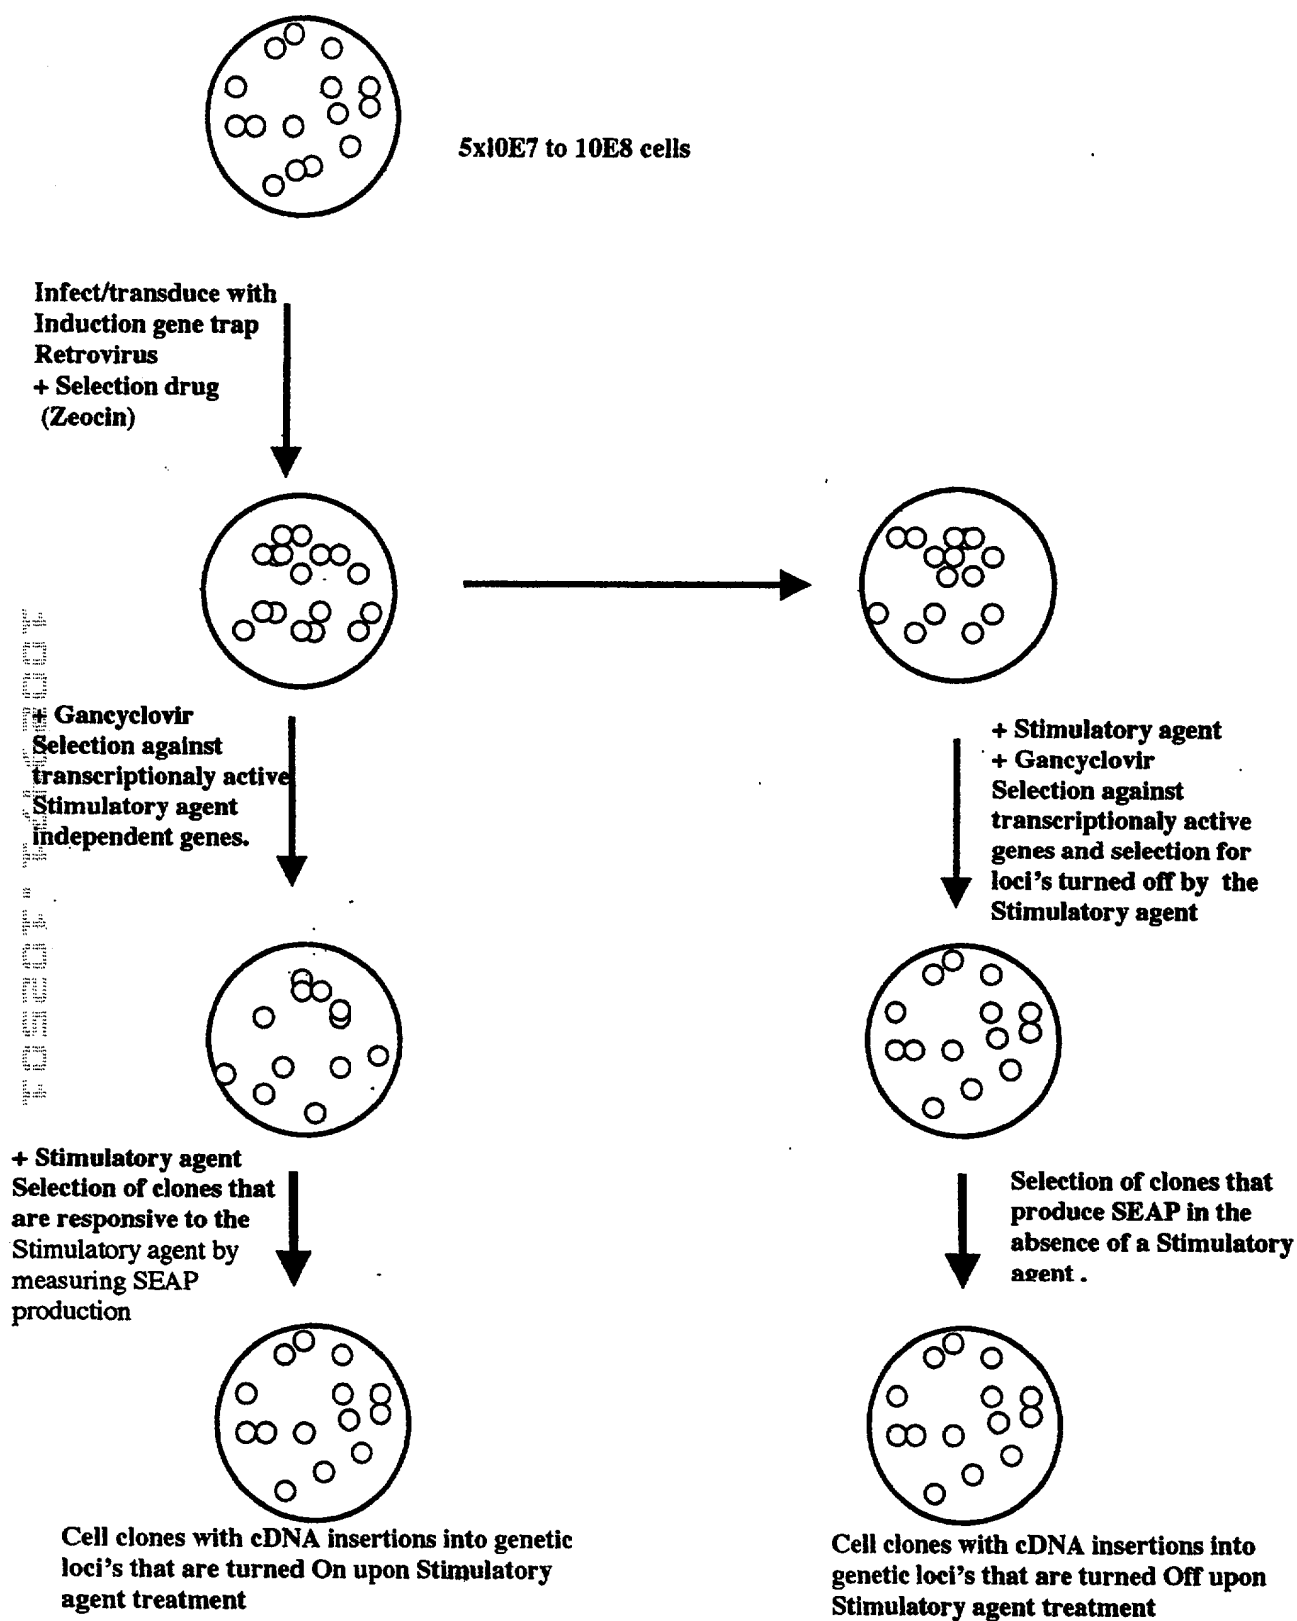 5x10E7 to 10E8 cells
Infect/transduce with
Induction gene trap
Retrovirus
+ Selection drug
(Zeocin)
+ Gancyclovir
Selection against
transcriptionaly active
Stimulatory agent
independent genes.
+ Stimulatory agent
+ Gancyclovir
Selection against
transcriptionaly active
genes and selection for
loci's turned off by the
Stimulatory agent
+ Stimulatory agent
Selection of clones that
are responsive to the
Stimulatory agent by
measuring SEAP
production
Selection of clones that
produce SEAP in the
absence of a Stimulatory
agent .
Cell clones with cDNA insertions into genetic
loci's that are turned On upon Stimulatory
agent treatment
Cell clones with cDNA insertions into
genetic loci's that are turned Off upon
Stimulatory agent treatment